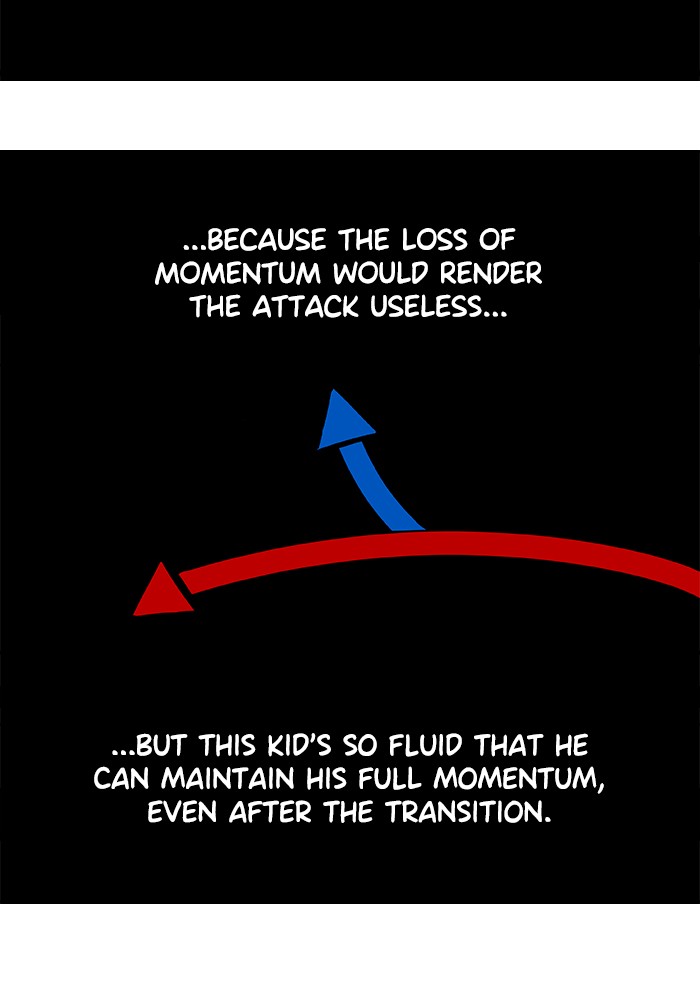 ...BECAUSE THE LOSS OF
MOMENTUM WOULD RENDER
THE ATTACK USELESS...
...BUT THIS KID'S SO FLUID THAT HE
CAN MAINTAIN HIS FULL MOMENTUM,
EVEN AFTER THE TRANSITION.